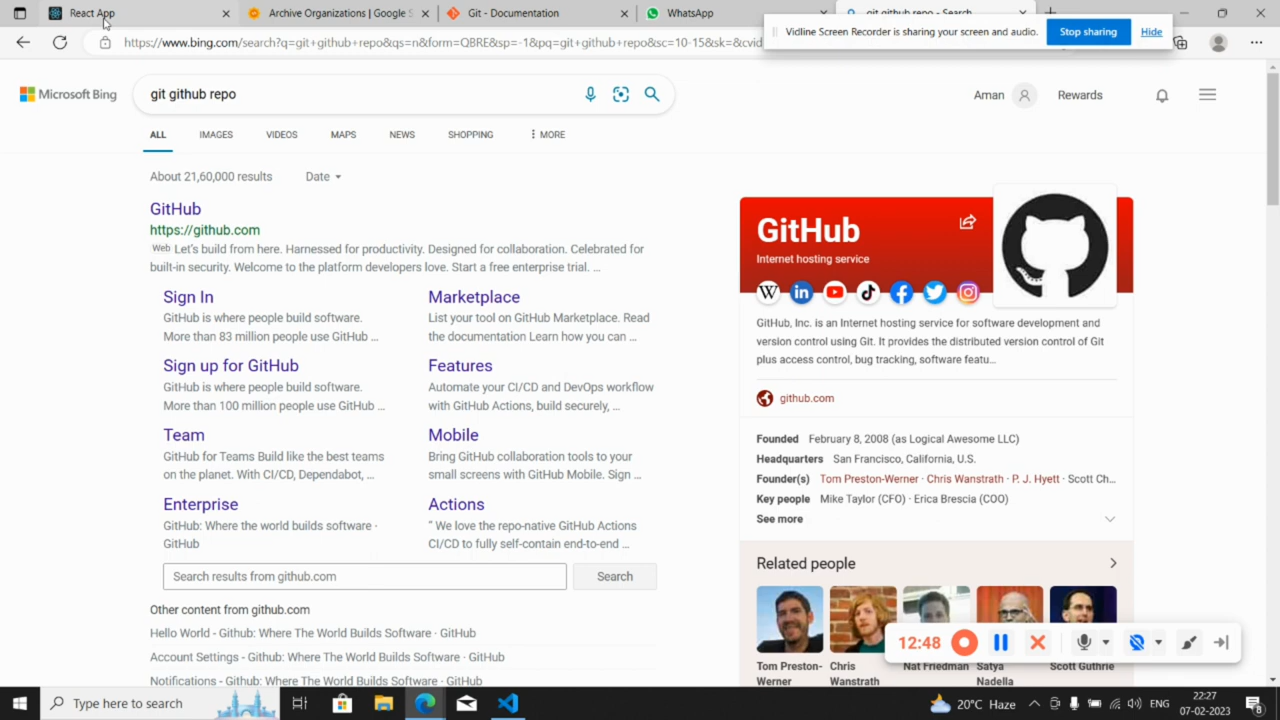 React App
Archive Organizations | Google S
Git - Documentation
WhatsApp
git github repo - Search
Vidline Screen Recorder is sharing your screen and audio.
Stop sharing
Hide
https://www.bing.com/search?q=git+github+repo&qs=n&form=QBRE&sp=-1&pq=git+github+repo&sc=10-15&sk=&cvid
Microsoft Bing
git github repo
Aman
Rewards
ALL
IMAGES
VIDEOS
MAPS
NEWS
SHOPPING
MORE
About 21,60,000 results
Date
GitHub
https://github.com
Web Let's build from here. Harnessed for productivity. Designed for collaboration. Celebrated for
built-in security. Welcome to the platform developers love. Start a free enterprise trial. ...
Sign In
GitHub is where people build software.
More than 83 million people use GitHub ...
Marketplace
List your tool on GitHub Marketplace. Read
the documentation Learn how you can ...
Sign up for GitHub
GitHub is where people build software.
More than 100 million people use GitHub ...
Features
Automate your CI/CD and DevOps workflow
with GitHub Actions, build securely, ...
Team
GitHub for Teams Build like the best teams
on the planet. With CI/CD, Dependabot, ...
Mobile
Bring GitHub collaboration tools to your
small screens with GitHub Mobile. Sign ...
Enterprise
GitHub: Where the world builds software ·
GitHub
Actions
" We love the repo-native GitHub Actions
CI/CD to fully self-contain end-to-end ...
Search results from github.com
Search
Other content from github.com
Hello World - Github: Where The World Builds Software · GitHub
Account Settings - Github: Where The World Builds Software · GitHub
Notifications - Github: Where The World Builds Software · GitHub
GitHub
Internet hosting service
W
in
GitHub, Inc. is an Internet hosting service for software development and
version control using Git. It provides the distributed version control of Git
plus access control, bug tracking, software featu...
github.com
Founded February 8, 2008 (as Logical Awesome LLC)
Headquarters San Francisco, California, U.S.
Founder(s) Tom Preston-Werner · Chris Wanstrath · P. J. Hyett · Scott Ch...
Key people Mike Taylor (CFO) · Erica Brescia (COO)
See more
Related people
Tom Preston-
Werner
Chris
Wanstrath
Nat Friedman
Satya
Nadella
Scott Guthrie
12:48
Type here to search
20°C Haze
ENG
22:27
07-02-2023
8